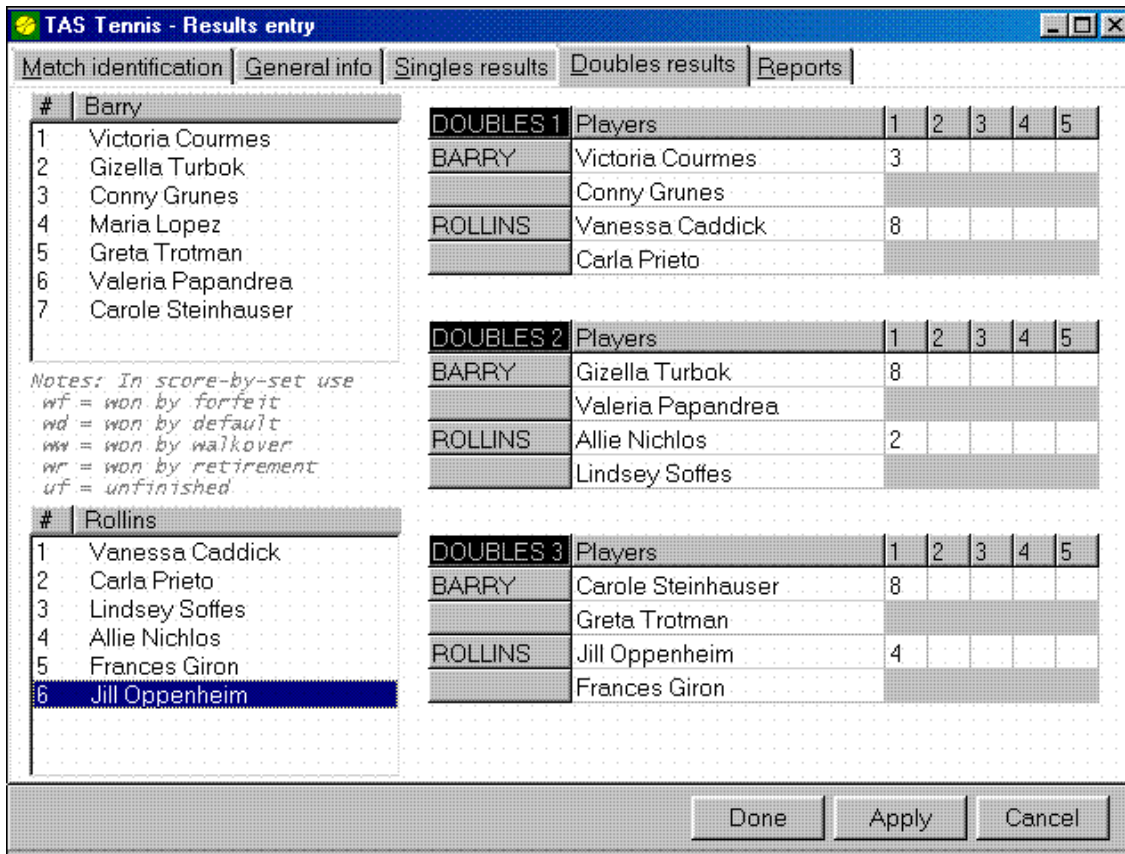 TAS Tennis - Results entry
Match identification General info Singles results Doubles results Reports
# Barry
1 Victoria Courmes
2 Gizella Turbok
3 Conny Grunes
4 Maria Lopez
5 Greta Trotman
6 Valeria Papandrea
7 Carole Steinhauser
Notes: In score-by-set use
wf = won by forfeit
wd = won by default
ww = won by walkover
wr = won by retirement
uf = unfinished
# Rollins
1 Vanessa Caddick
2 Carla Prieto
3 Lindsey Soffes
4 Allie Nichlos
5 Frances Giron
6 Jill Oppenheim
DOUBLES 1 Players 1 2 3 4 5
BARRY Victoria Courmes 3
Conny Grunes
ROLLINS Vanessa Caddick 8
Carla Prieto
DOUBLES 2 Players 1 2 3 4 5
BARRY Gizella Turbok 8
Valeria Papandrea
ROLLINS Allie Nichlos 2
Lindsey Soffes
DOUBLES 3 Players 1 2 3 4 5
BARRY Carole Steinhauser 8
Greta Trotman
ROLLINS Jill Oppenheim 4
Frances Giron
Done Apply Cancel